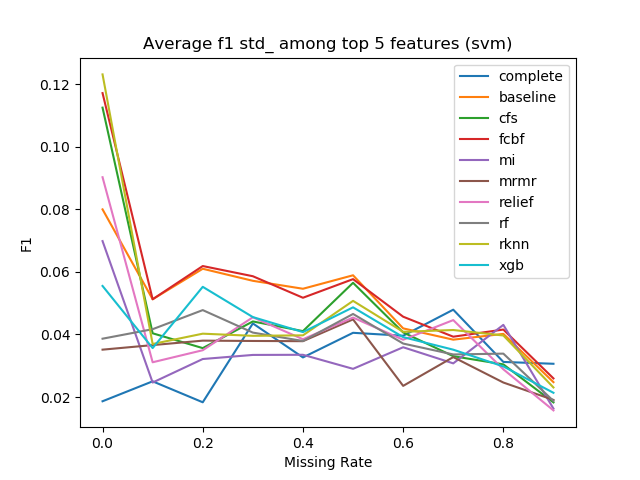 Average f1 std_ among top 5 features (svm)
F1
0.12
0.10
0.08
0.06
0.04
0.02
0.0
0.2
0.4
0.6
0.8
Missing Rate
complete
baseline
cfs
fcbf
mi
mrmr
relief
rf
rknn
xgb